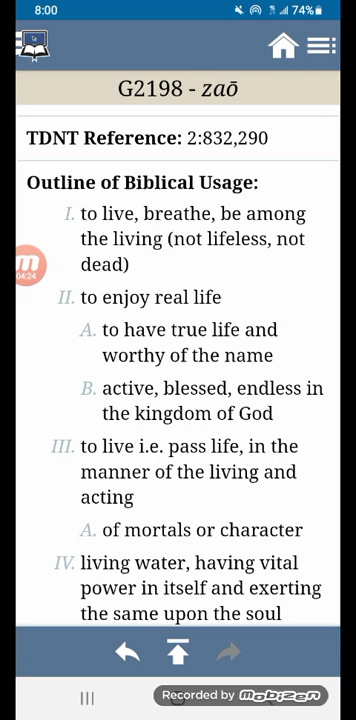 8:00
74%
G2198 - zaō
TDNT Reference: 2:832,290
Outline of Biblical Usage:
I. to live, breathe, be among
the living (not lifeless, not
dead)
04:24
II. to enjoy real life
A. to have true life and
worthy of the name
B. active, blessed, endless in
the kingdom of God
III. to live i.e. pass life, in the
manner of the living and
acting
A. of mortals or character
IV. living water, having vital
power in itself and exerting
the same upon the soul
Recorded by mobizen